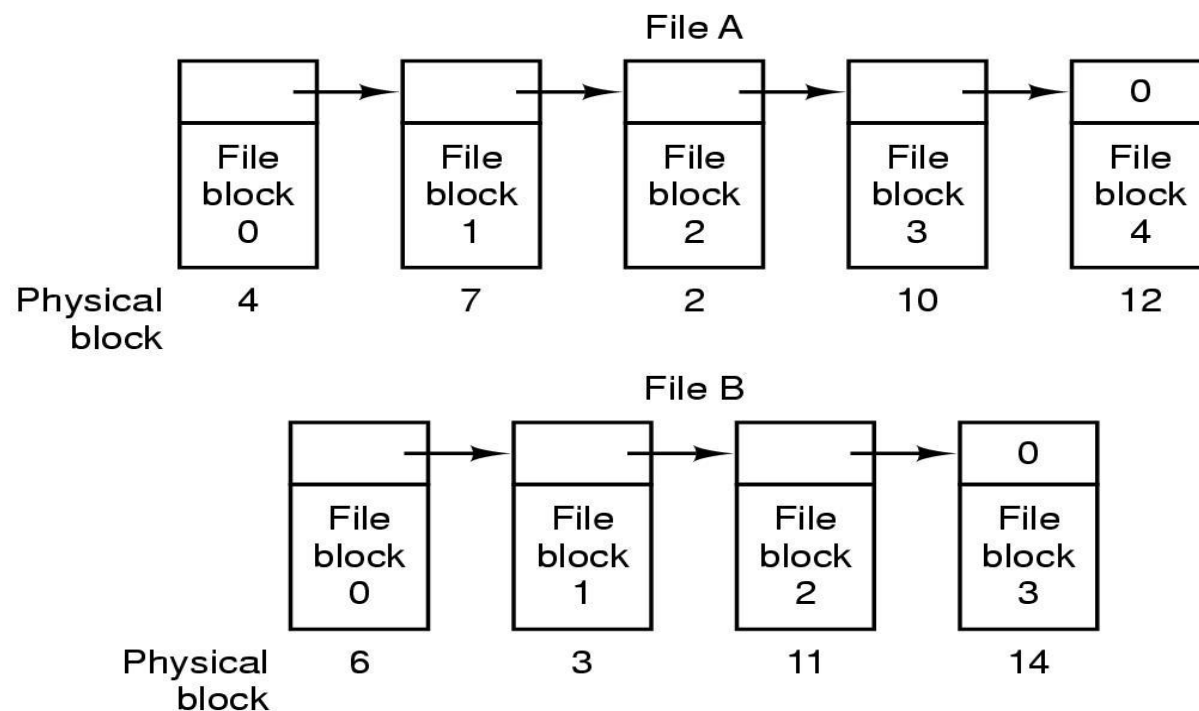 File A
0
File block 0
File block 1
File block 2
File block 3
File block 4
Physical block
4 7 2 10 12
File B
0
File block 0
File block 1
File block 2
File block 3
Physical block
6 3 11 14